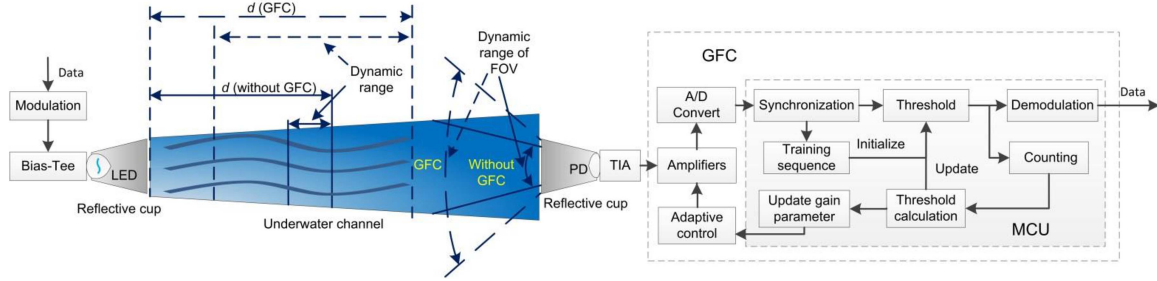 d (GFC)
Data
Modulation
Bias-Tee
LED
Reflective cup
d (without GFC)
Dynamic
range
Dynamic
range of
FOV
GFC
Without
GFC
Underwater channel
PD
Reflective cup
TIA
GFC
A/D
Convert
Amplifiers
Adaptive
control
Synchronization
Threshold
Demodulation
Data
Training
sequence
Initialize
Update
Counting
Update gain
parameter
Threshold
calculation
MCU